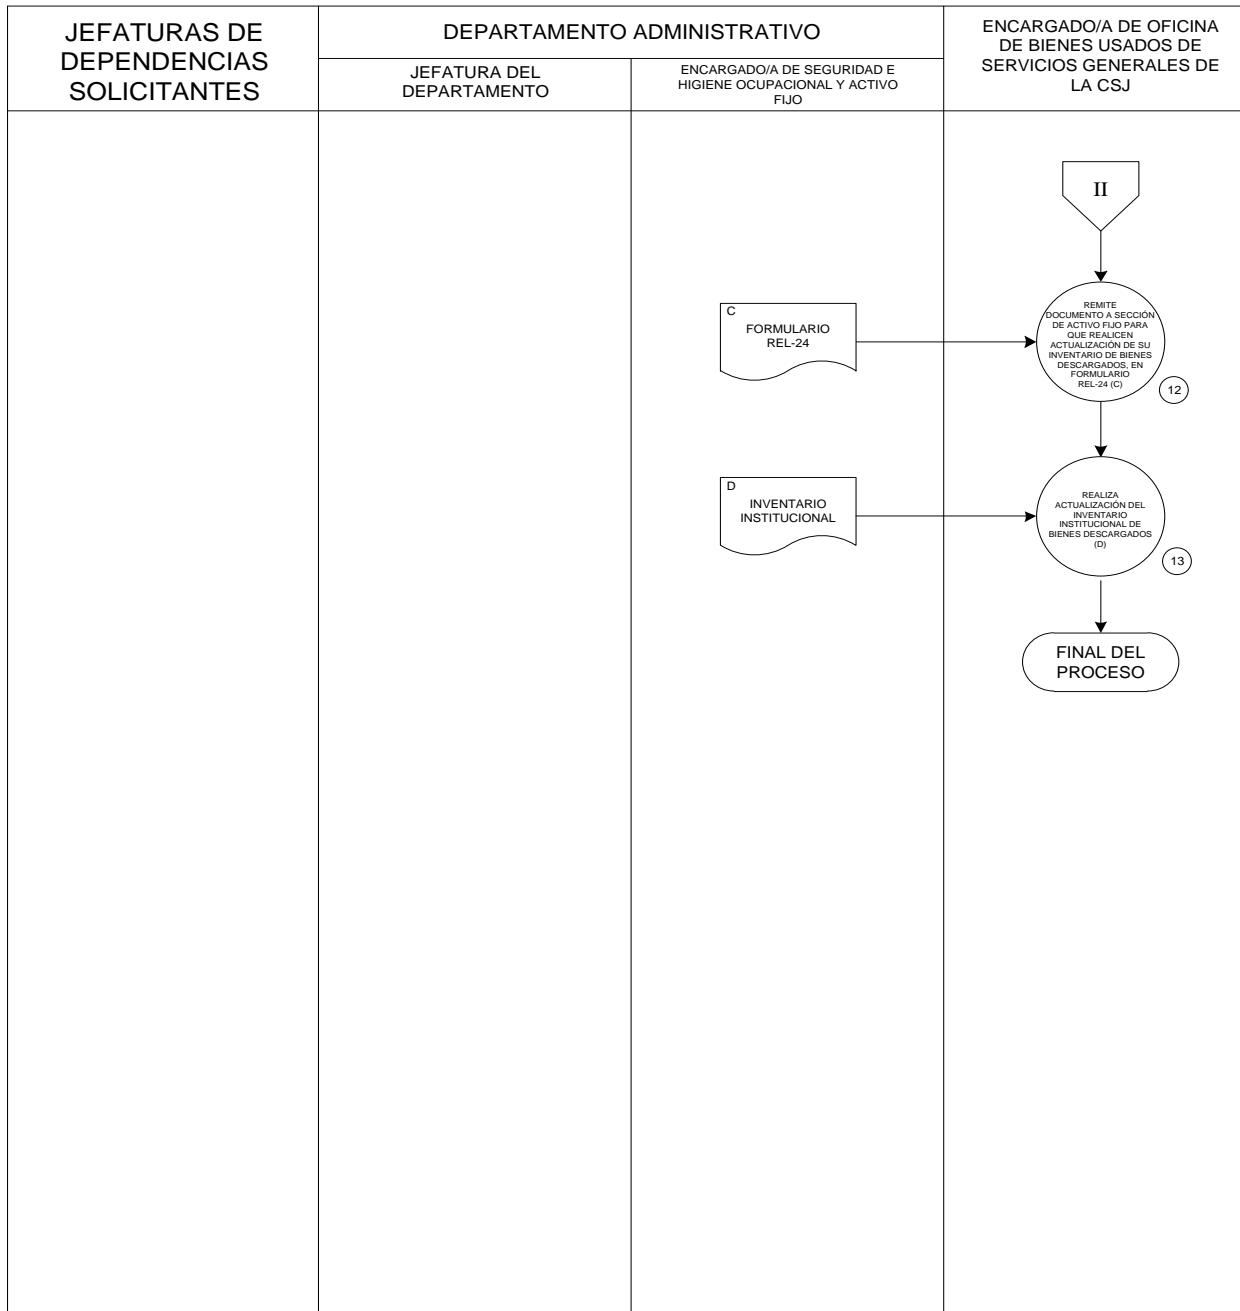 JEFATURAS DE
DEPENDENCIAS
SOLICITANTES
DEPARTAMENTO ADMINISTRATIVO
JEFATURA DEL
DEPARTAMENTO
ENCARGADO/A DE SEGURIDAD E
HIGIENE OCUPACIONAL Y ACTIVO
FIJO
ENCARGADO/A DE OFICINA
DE BIENES USADOS DE
SERVICIOS GENERALES DE
LA CSJ
II
C
FORMULARIO
REL-24
REMITE
DOCUMENTO A SECCIÓN
DE ACTIVO FIJO PARA
QUE REALICEN
ACTUALIZACIÓN DE SU
INVENTARIO DE BIENES
DESCARGADOS, EN
FORMULARIO
REL-24 (C)
12
D
INVENTARIO
INSTITUCIONAL
REALIZA
ACTUALIZACIÓN DEL
INVENTARIO
INSTITUCIONAL DE
BIENES DESCARGADOS
(D)
13
FINAL DEL
PROCESO